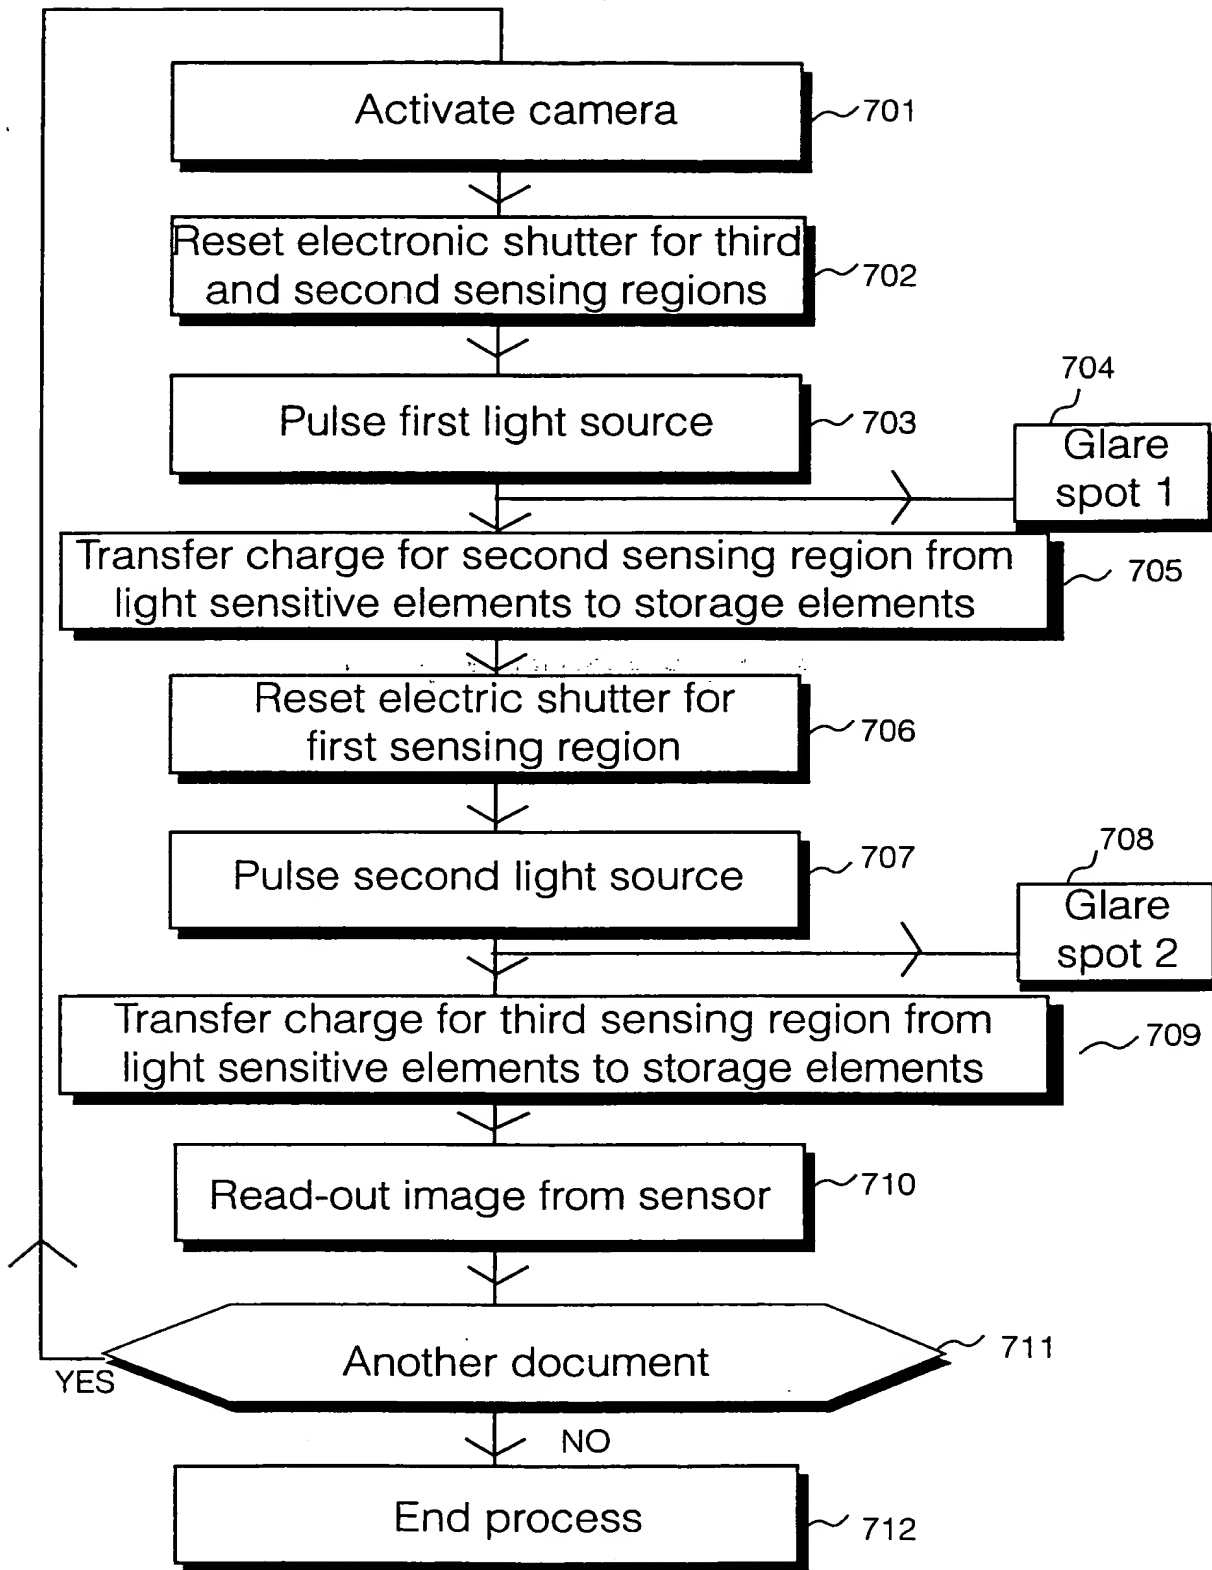 Activate camera
701
Reset electronic shutter for third
and second sensing regions
702
Pulse first light source
703
704
Glare
spot 1
Transfer charge for second sensing region from
light sensitive elements to storage elements
705
Reset electric shutter for
first sensing region
706
Pulse second light source
707
708
Glare
spot 2
Transfer charge for third sensing region from
light sensitive elements to storage elements
709
Read-out image from sensor
710
Another document
711
YES
NO
End process
712